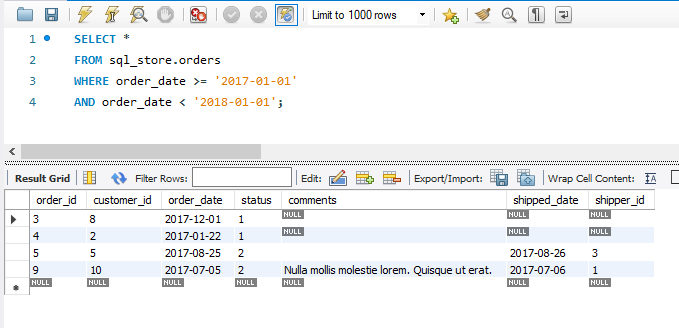 Limit to 1000 rows
1 SELECT *
2 FROM sql_store.orders
3 WHERE order_date >= '2017-01-01'
4 AND order_date < '2018-01-01';
Result Grid Filter Rows: Edit: Export/Import: Wrap Cell Content:
order_id customer_id order_date status comments shipped_date shipper_id
3 8 2017-12-01 1 NULL NULL NULL
4 2 2017-01-22 1 NULL NULL NULL
5 5 2017-08-25 2 2017-08-26 3
9 10 2017-07-05 2 Nulla mollis molestie lorem. Quisque ut erat. 2017-07-06 1
NULL NULL NULL NULL NULL NULL NULL